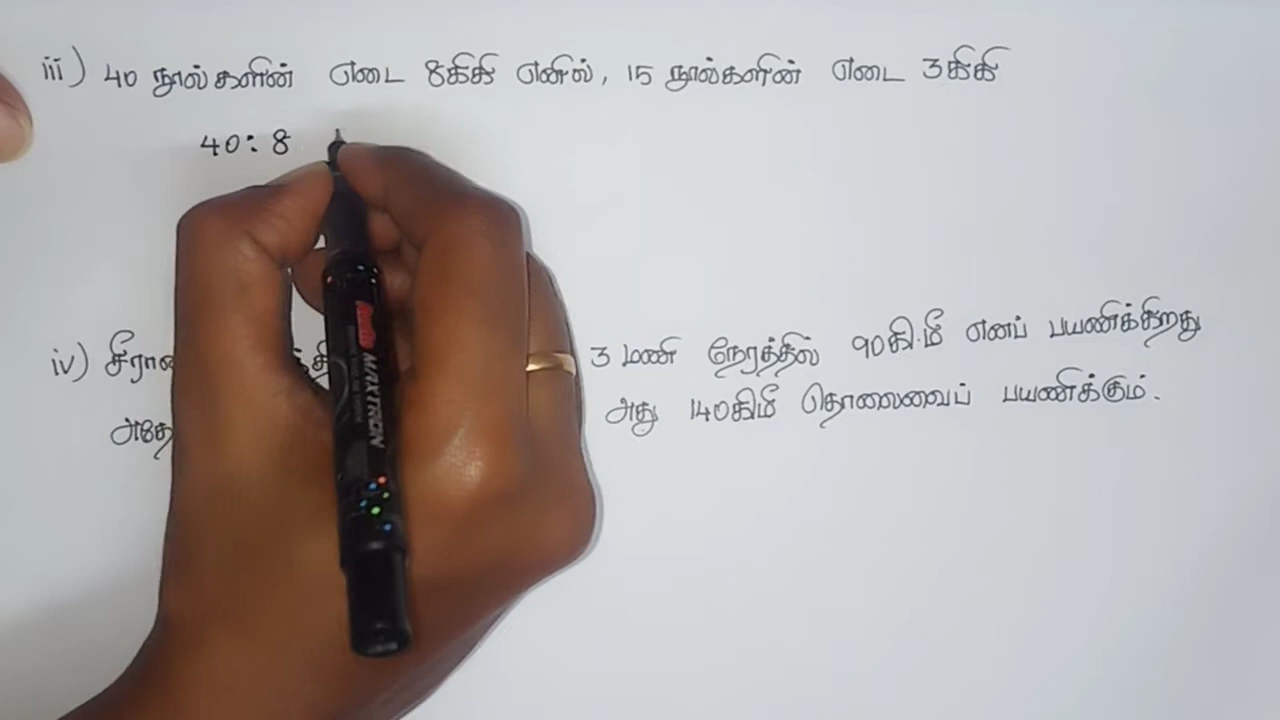 iii) 40 நூல்களின் எடை 8கிகி எனில், 15 நூல்களின் எடை 3கிகி
40:8
iv) 3 மணி நேரத்தில் 90கி.மீ எனப் பயணிக்கிறது
அது 140கிமீ தொலைவைப் பயணிக்கும்.
MAXTRON